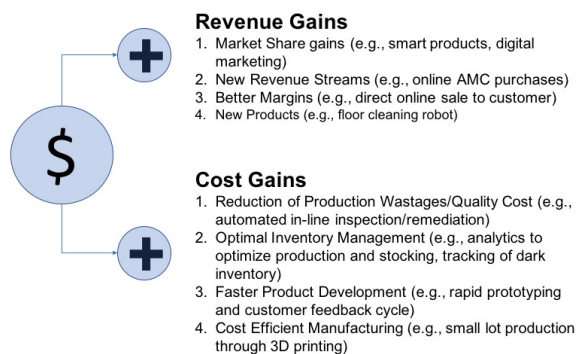 Revenue Gains
1. Market Share gains (e.g., smart products, digital
marketing)
2. New Revenue Streams (e.g., online AMC purchases)
3. Better Margins (e.g., direct online sale to customer)
4. New Products (e.g., floor cleaning robot)
$
Cost Gains
1. Reduction of Production Wastages/Quality Cost (e.g.,
automated in-line inspection/remediation)
2. Optimal Inventory Management (e.g., analytics to
optimize production and stocking, tracking of dark
inventory)
3. Faster Product Development (e.g., rapid prototyping
and customer feedback cycle)
4. Cost Efficient Manufacturing (e.g., small lot production
through 3D printing)